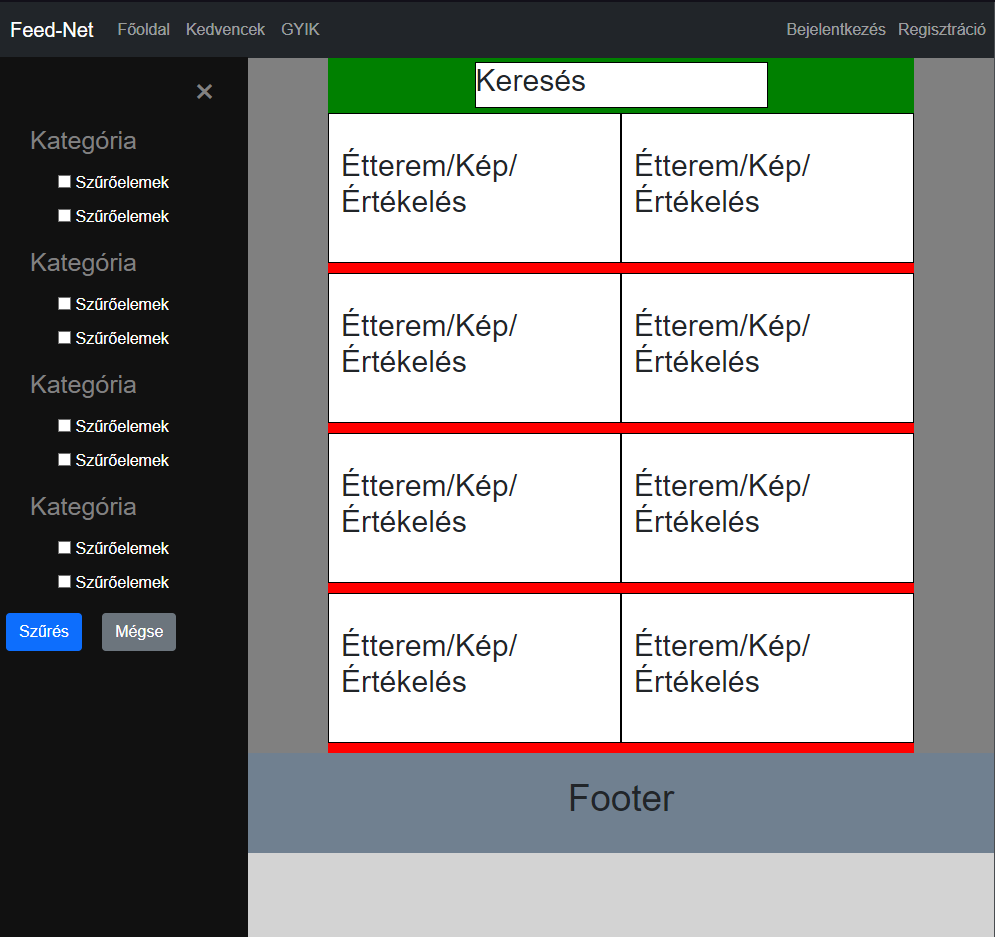 Feed-Net Főoldal Kedvencek GYIK Bejelentkezés Regisztráció
×
Kategória
Szűrőelemek
Szűrőelemek
Kategória
Szűrőelemek
Szűrőelemek
Kategória
Szűrőelemek
Szűrőelemek
Kategória
Szűrőelemek
Szűrőelemek
Szűrés Mégse
Keresés
Étterem/Kép/
Értékelés
Étterem/Kép/
Értékelés
Étterem/Kép/
Értékelés
Étterem/Kép/
Értékelés
Étterem/Kép/
Értékelés
Étterem/Kép/
Értékelés
Étterem/Kép/
Értékelés
Étterem/Kép/
Értékelés
Footer